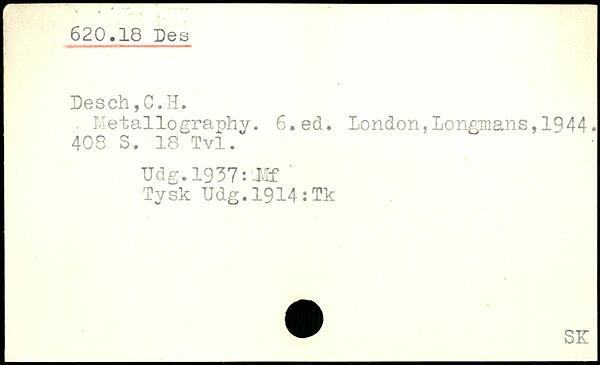 620.18 Des
Desch,C.H.
Metallography. 6.ed. London,Longmans,1944.
408 S. 18 Tvl.
Udg.1937: Mf
Tysk Udg.1914:Tk
SK